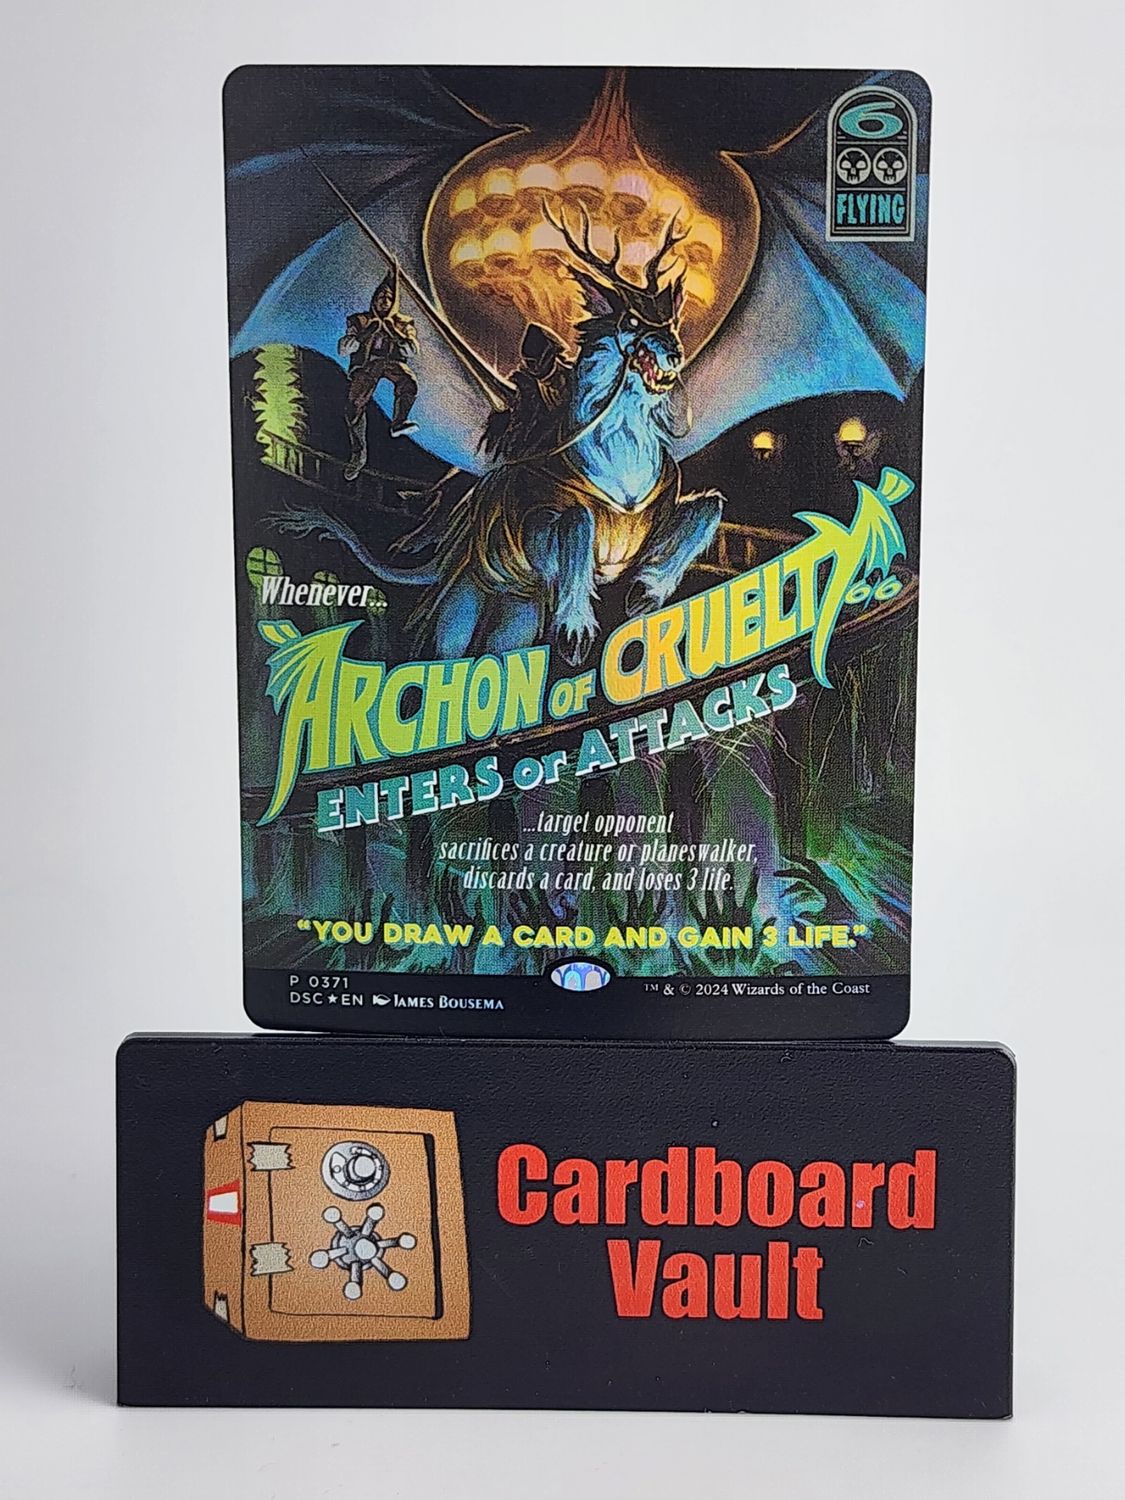 6
FLYING
Whenever...
ARCHON OF CRUELTY
ENTERS or ATTACKS
...target opponent
sacrifices a creature or planeswalker,
discards a card, and loses 3 life.
"YOU DRAW A CARD AND GAIN 3 LIFE."
P 0371
DSC★EN JAMES BOUSEMA
™ & © 2024 Wizards of the Coast
Cardboard
Vault